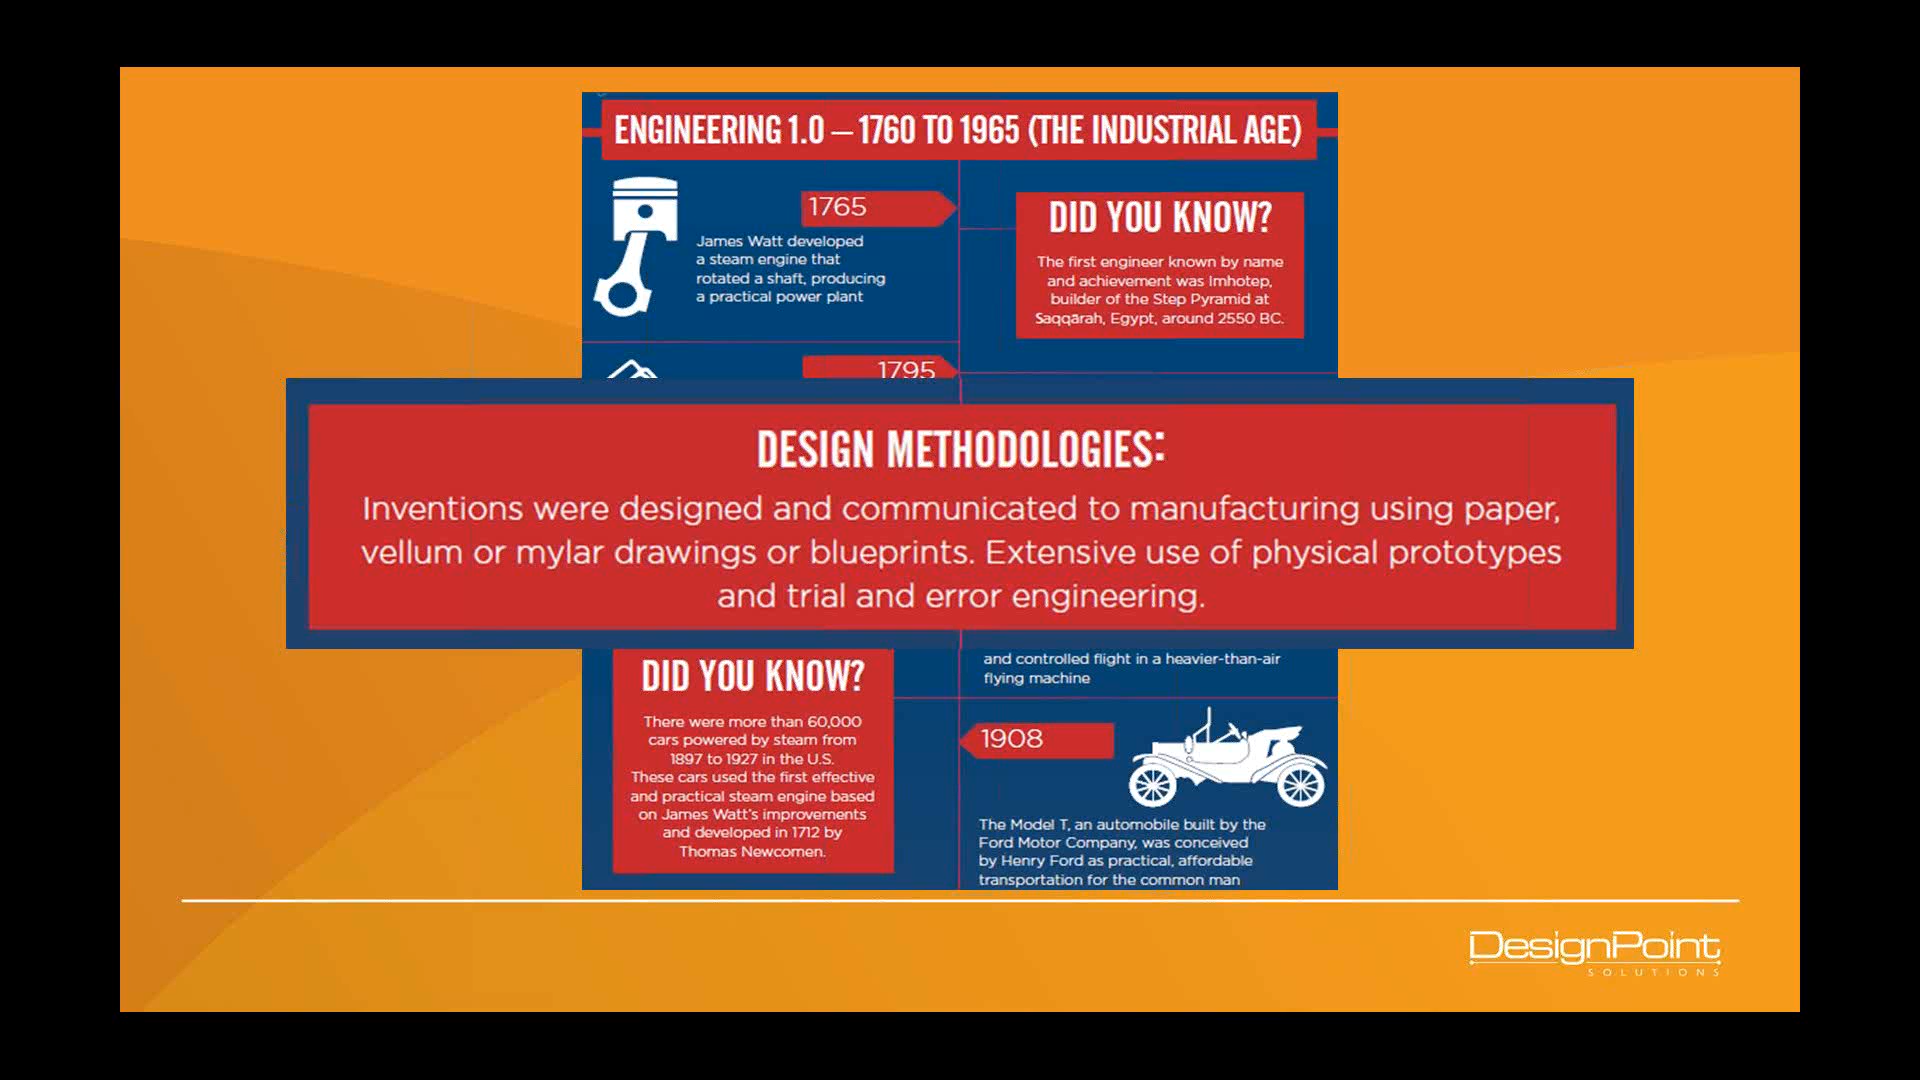 ENGINEERING 1.0 – 1760 TO 1965 (THE INDUSTRIAL AGE)
1765
James Watt developed
a steam engine that
rotated a shaft, producing
a practical power plant
DID YOU KNOW?
The first engineer known by name
and achievement was Imhotep,
builder of the Step Pyramid at
Saqqārah, Egypt, around 2550 BC.
1795
DESIGN METHODOLOGIES:
Inventions were designed and communicated to manufacturing using paper,
vellum or mylar drawings or blueprints. Extensive use of physical prototypes
and trial and error engineering.
and controlled flight in a heavier-than-air
flying machine
DID YOU KNOW?
There were more than 60,000
cars powered by steam from
1897 to 1927 in the U.S.
These cars used the first effective
and practical steam engine based
on James Watt's improvements
and developed in 1712 by
Thomas Newcomen.
1908
The Model T, an automobile built by the
Ford Motor Company, was conceived
by Henry Ford as practical, affordable
transportation for the common man
DesignPoint
SOLUTIONS